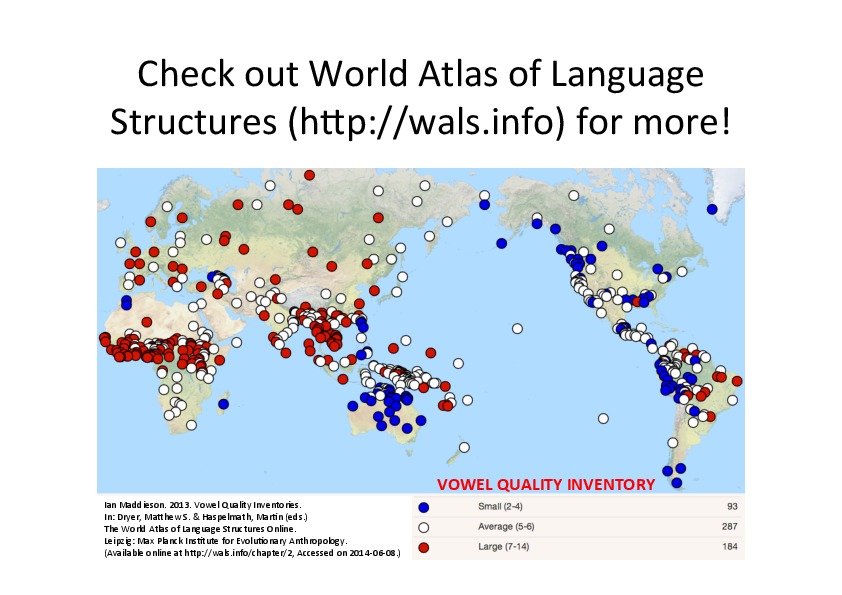 Check out World Atlas of Language
Structures (http://wals.info) for more!
VOWEL QUALITY INVENTORY
Ian Maddieson. 2013. Vowel Quality Inventories.
In: Dryer, Matthew S. & Haspelmath, Martin (eds.)
The World Atlas of Language Structures Online.
Leipzig: Max Planck Institute for Evolutionary Anthropology.
(Available online at http://wals.info/chapter/2, Accessed on 2014-06-08.)
Small (2-4) 93
Average (5-6) 287
Large (7-14) 184